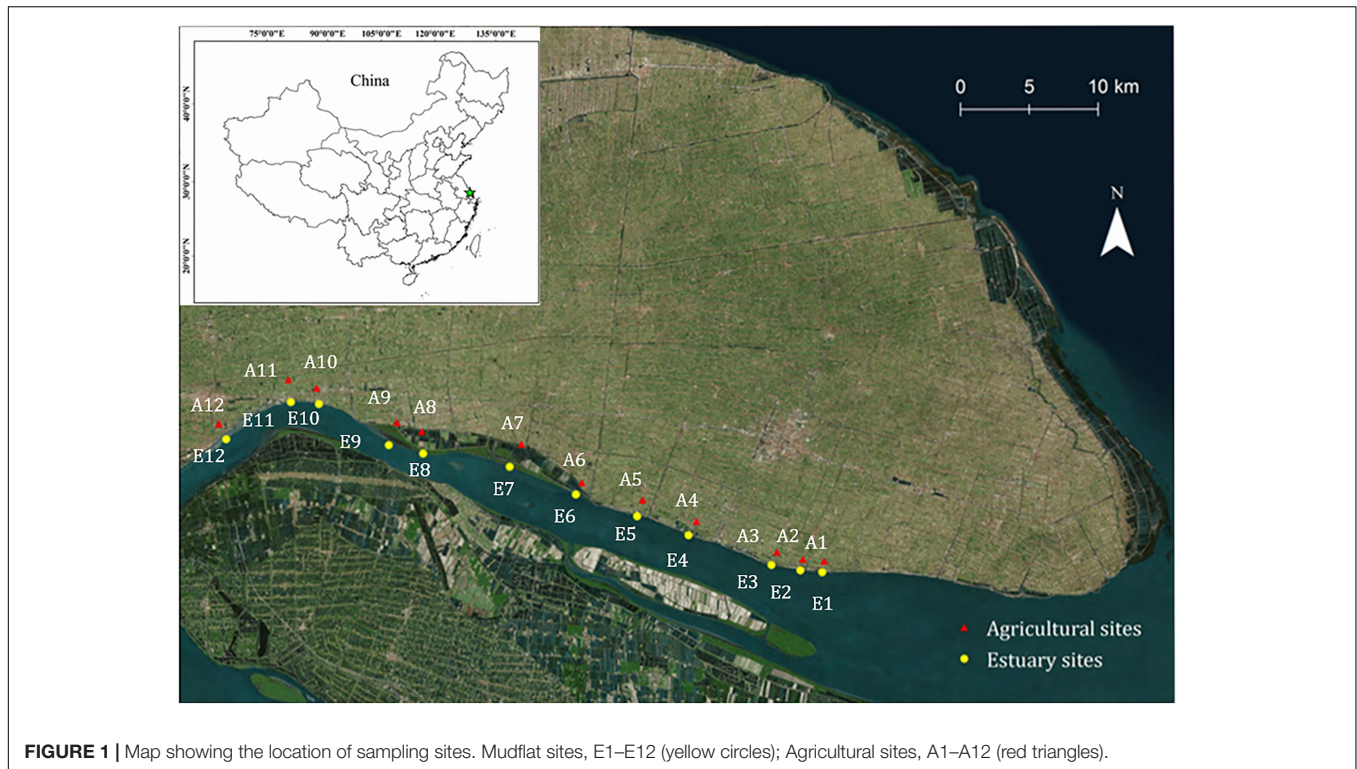 75°0'0"E 90°0'0"E 105°0'0"E 120°0'0"E 135°0'0"E
China
40°0'0"N
30°0'0"N
20°0'0"N
0 5 10 km
N
A11 A10
A12 A9 A8
E11 E10 A7
E12 E9 E8
A6
E7 A5
E6 A4
E5
E4 A3 A2 A1
E3 E2 E1
Agricultural sites
Estuary sites
FIGURE 1 | Map showing the location of sampling sites. Mudflat sites, E1–E12 (yellow circles); Agricultural sites, A1–A12 (red triangles).